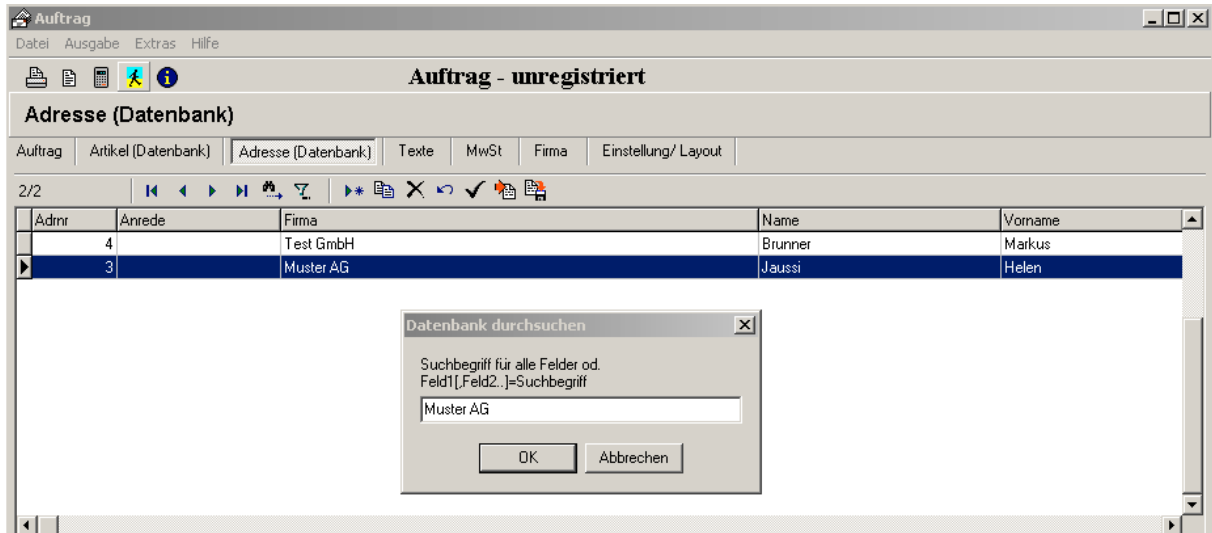 Auftrag
Datei Ausgabe Extras Hilfe
Auftrag - unregistriert
Adresse (Datenbank)
Auftrag Artikel (Datenbank) Adresse (Datenbank) Texte MwSt Firma Einstellung/ Layout
2/2
Adrnr Anrede Firma Name Vorname
4 Test GmbH Brunner Markus
3 Muster AG Jaussi Helen
Datenbank durchsuchen
Suchbegriff für alle Felder od.
Feld1[,Feld2..]=Suchbegriff
Muster AG
OK Abbrechen